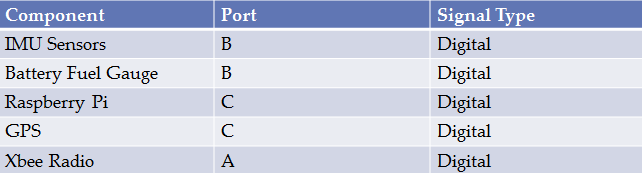 Component Port Signal Type
IMU Sensors B Digital
Battery Fuel Gauge B Digital
Raspberry Pi C Digital
GPS C Digital
Xbee Radio A Digital